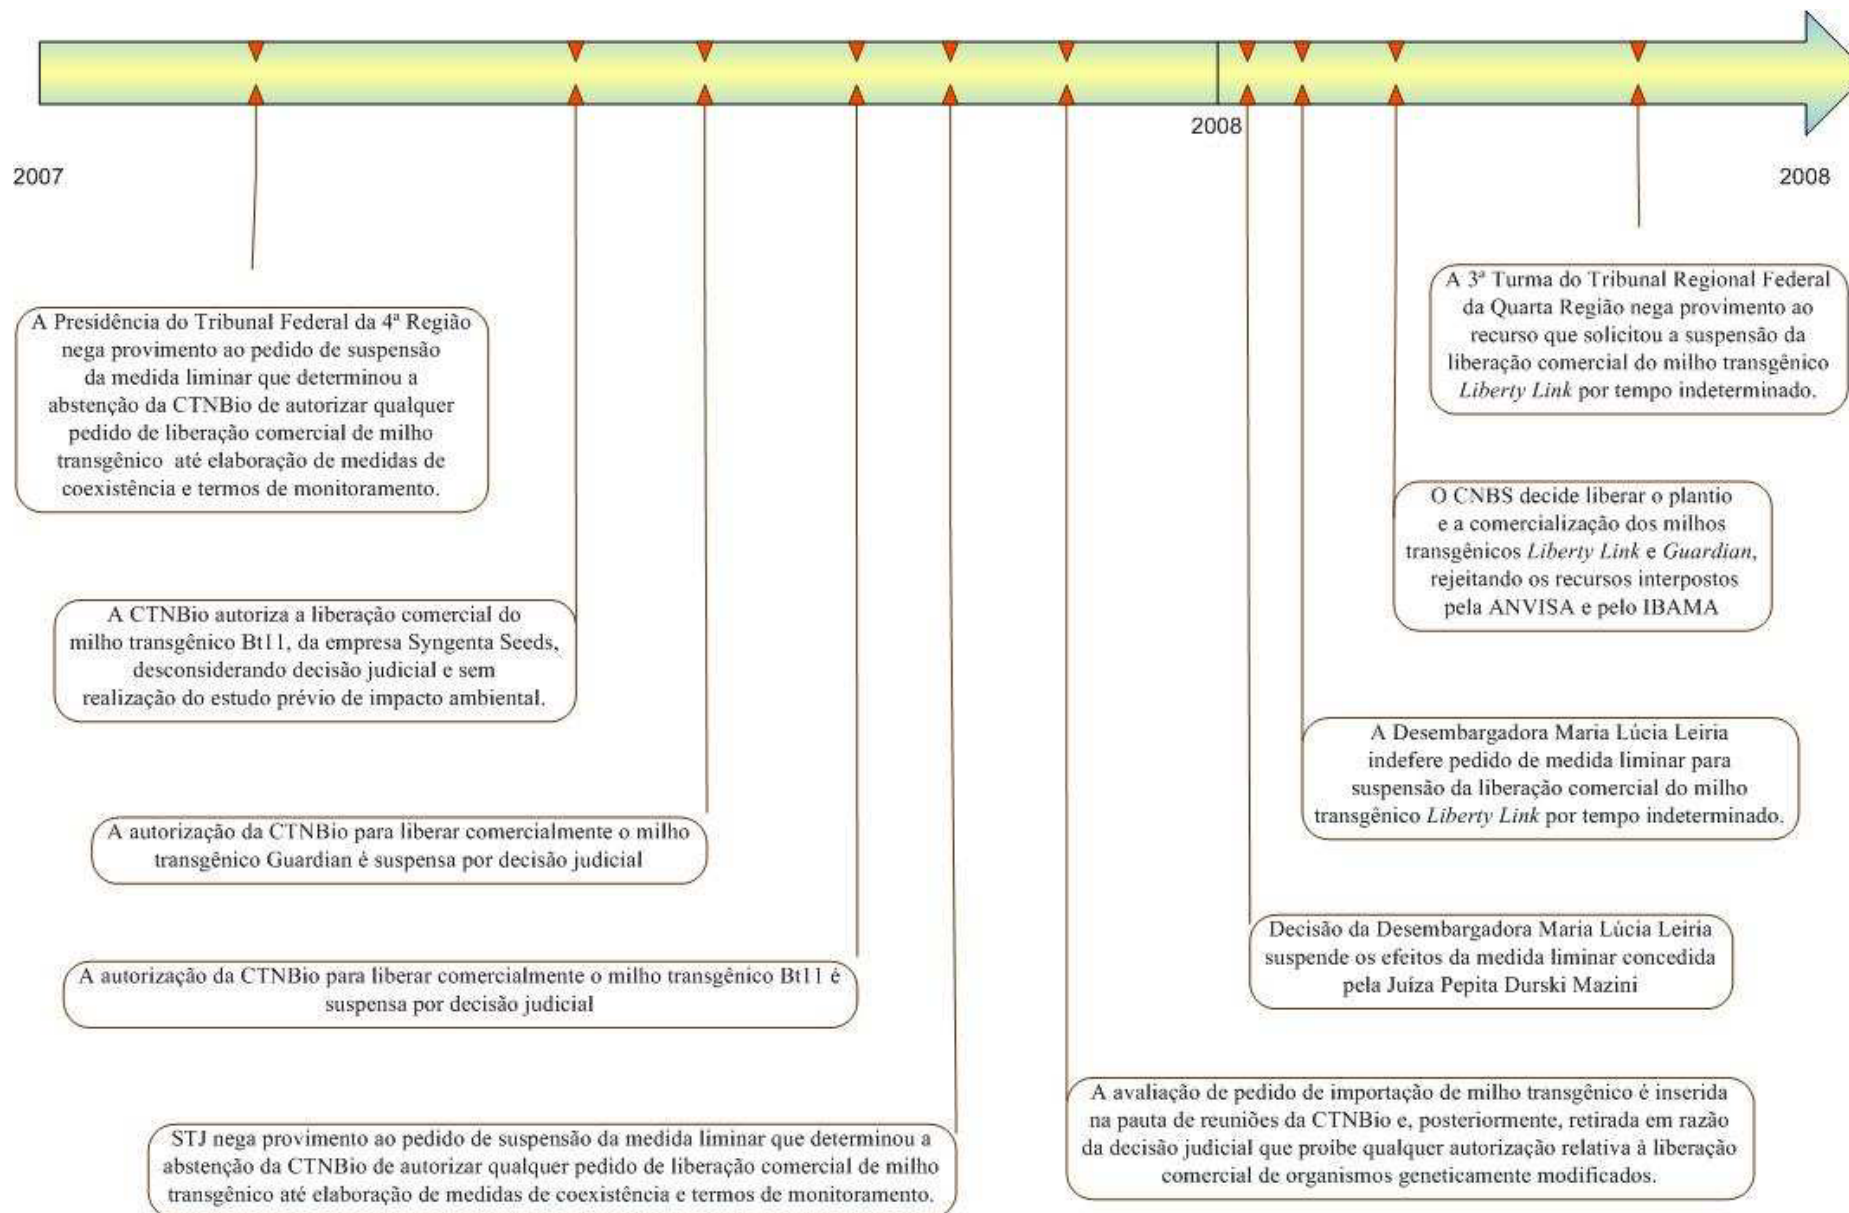 2008
2007
2008
A Presidência do Tribunal Federal da 4ª Região
nega provimento ao pedido de suspensão
da medida liminar que determinou a
abstenção da CTNBio de autorizar qualquer
pedido de liberação comercial de milho
transgênico até elaboração de medidas de
coexistência e termos de monitoramento.
A CTNBio autoriza a liberação comercial do
milho transgênico Bt11, da empresa Syngenta Seeds,
desconsiderando decisão judicial e sem
realização do estudo prévio de impacto ambiental.
A autorização da CTNBio para liberar comercialmente o milho
transgênico Guardian é suspensa por decisão judicial
A autorização da CTNBio para liberar comercialmente o milho transgênico Bt11 é
suspensa por decisão judicial
STJ nega provimento ao pedido de suspensão da medida liminar que determinou a
abstenção da CTNBio de autorizar qualquer pedido de liberação comercial de milho
transgênico até elaboração de medidas de coexistência e termos de monitoramento.
A 3ª Turma do Tribunal Regional Federal
da Quarta Região nega provimento ao
recurso que solicitou a suspensão da
liberação comercial do milho transgênico
Liberty Link por tempo indeterminado.
O CNBS decide liberar o plantio
e a comercialização dos milhos
transgênicos Liberty Link e Guardian,
rejeitando os recursos interpostos
pela ANVISA e pelo IBAMA
A Desembargadora Maria Lúcia Leiria
indefere pedido de medida liminar para
suspensão da liberação comercial do milho
transgênico Liberty Link por tempo indeterminado.
Decisão da Desembargadora Maria Lúcia Leiria
suspende os efeitos da medida liminar concedida
pela Juíza Pepita Durski Mazini
A avaliação de pedido de importação de milho transgênico é inserida
na pauta de reuniões da CTNBio e, posteriormente, retirada em razão
da decisão judicial que proibe qualquer autorização relativa à liberação
comercial de organismos geneticamente modificados.